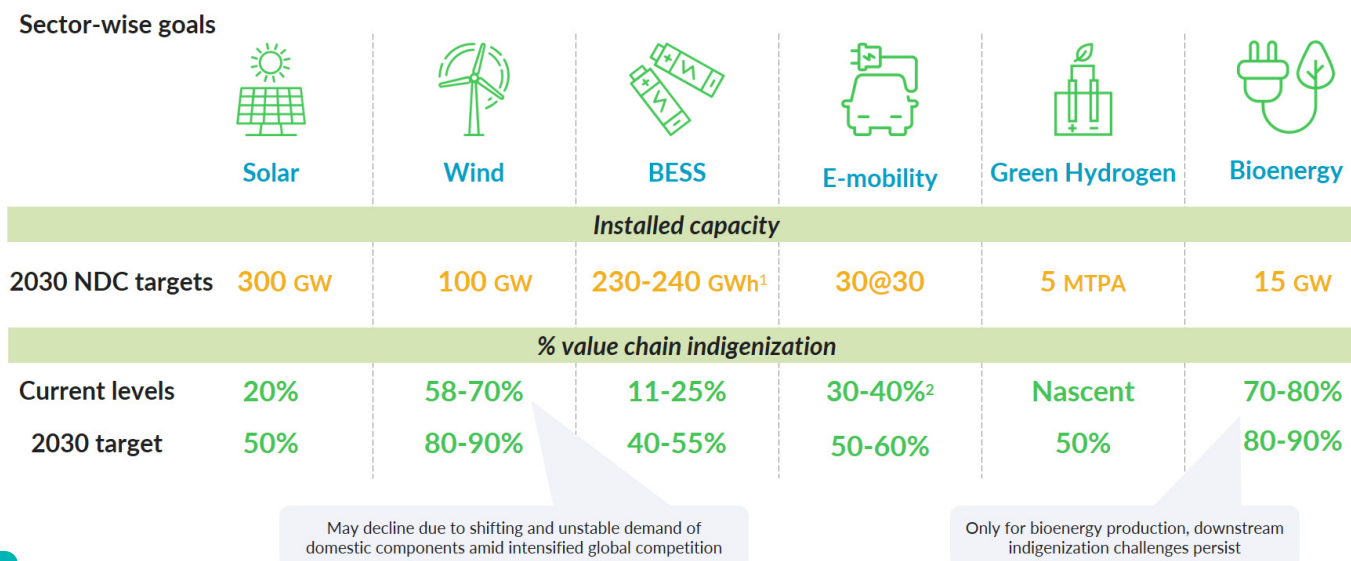 Sector-wise goals
Solar
Wind
BESS
E-mobility
Green Hydrogen
Bioenergy
Installed capacity
2030 NDC targets 300 GW 100 GW 230-240 GWh¹ 30@30 5 MTPA 15 GW
% value chain indigenization
Current levels 20% 58-70% 11-25% 30-40%² Nascent 70-80%
2030 target 50% 80-90% 40-55% 50-60% 50% 80-90%
May decline due to shifting and unstable demand of
domestic components amid intensified global competition
Only for bioenergy production, downstream
indigenization challenges persist